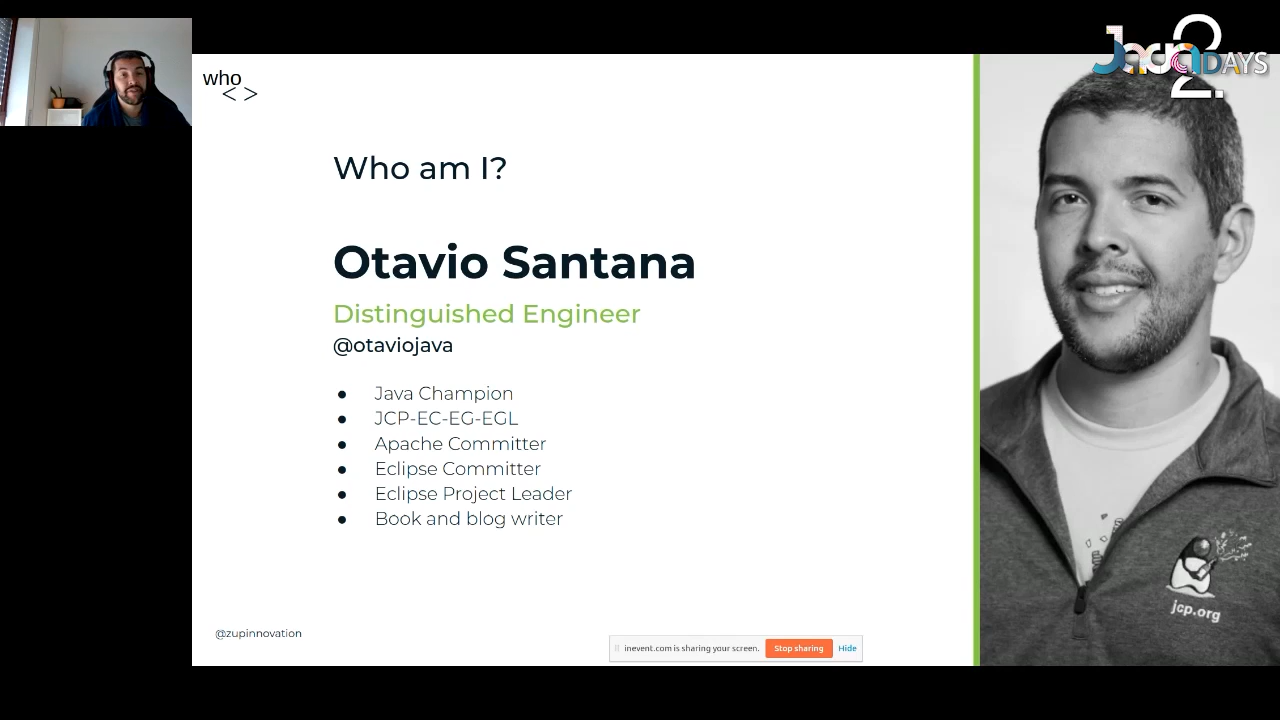 who
< >
Who am I?
Otavio Santana
Distinguished Engineer
@otaviojava
● Java Champion
● JCP-EC-EG-EGL
● Apache Committer
● Eclipse Committer
● Eclipse Project Leader
● Book and blog writer
@zupinnovation
inevent.com is sharing your screen. Stop sharing Hide
DAYS
jcp.org